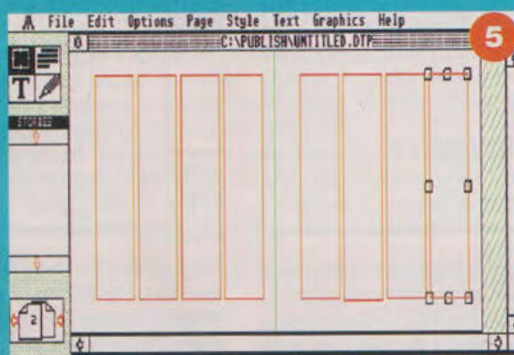 File Edit Options Page Style Text Graphics Help
C:\PUBLISH\UNTITLED.DTP
5
T
STORIES
2